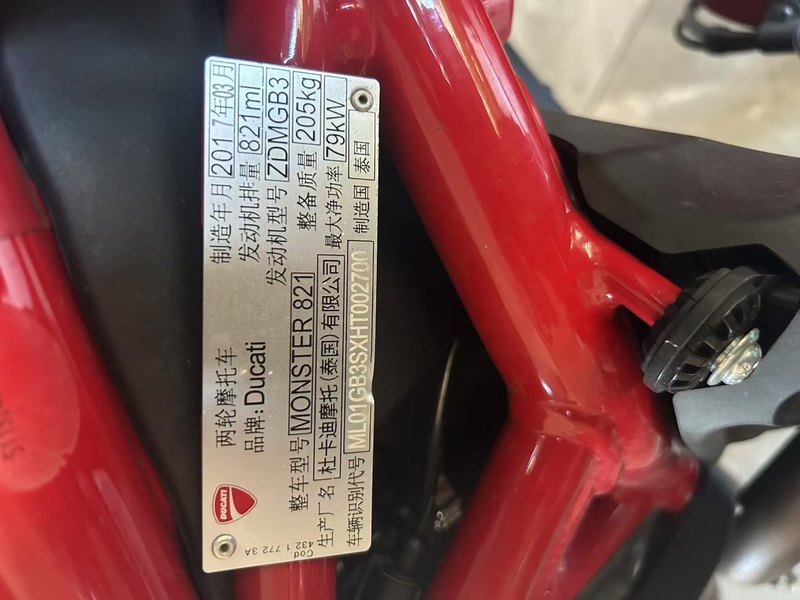 两轮摩托车 制造年月 2017年03月
品牌: Ducati 发动机排量 821ml
整车型号 MONSTER 821 发动机型号 ZDMGB3
整备质量 205kg
生产厂名 杜卡迪摩托(泰国)有限公司 最大净功率 79kW
车辆识别代号 ML01GB3SXHT002700 制造国 泰国
DUCATI
Cod.
432 1 772 3A